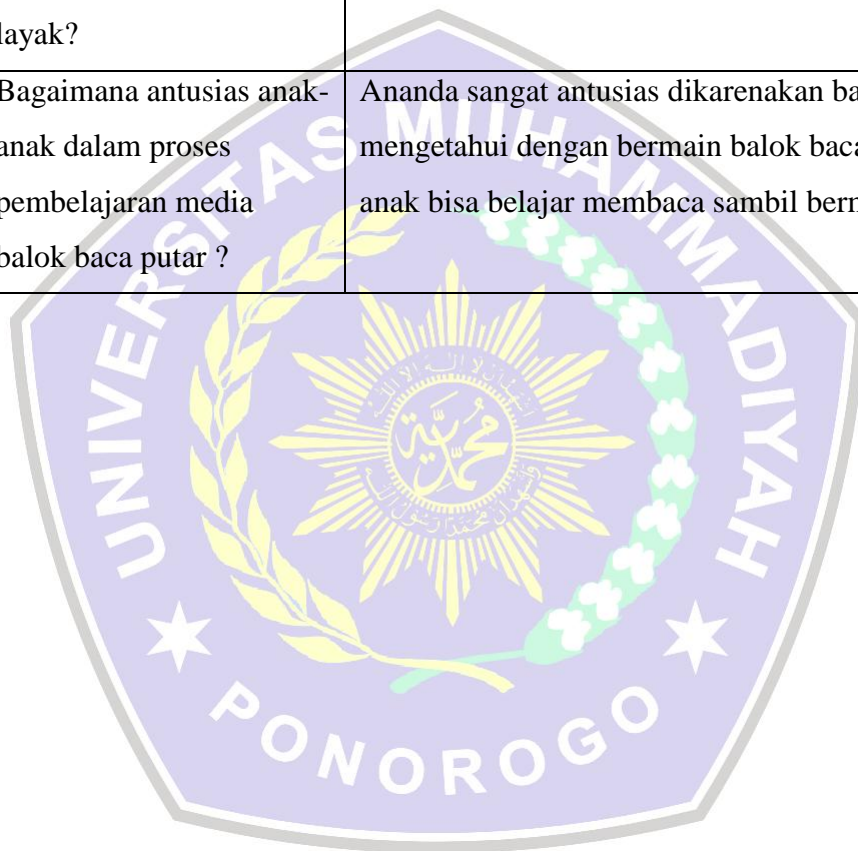 layak?
Bagaimana antusias anak-
anak dalam proses
pembelajaran media
balok baca putar ?
Ananda sangat antusias dikarenakan ba
mengetahui dengan bermain balok baca
anak bisa belajar membaca sambil berm
UNIVERSITAS MUHAMMADIYAH
PONOROGO